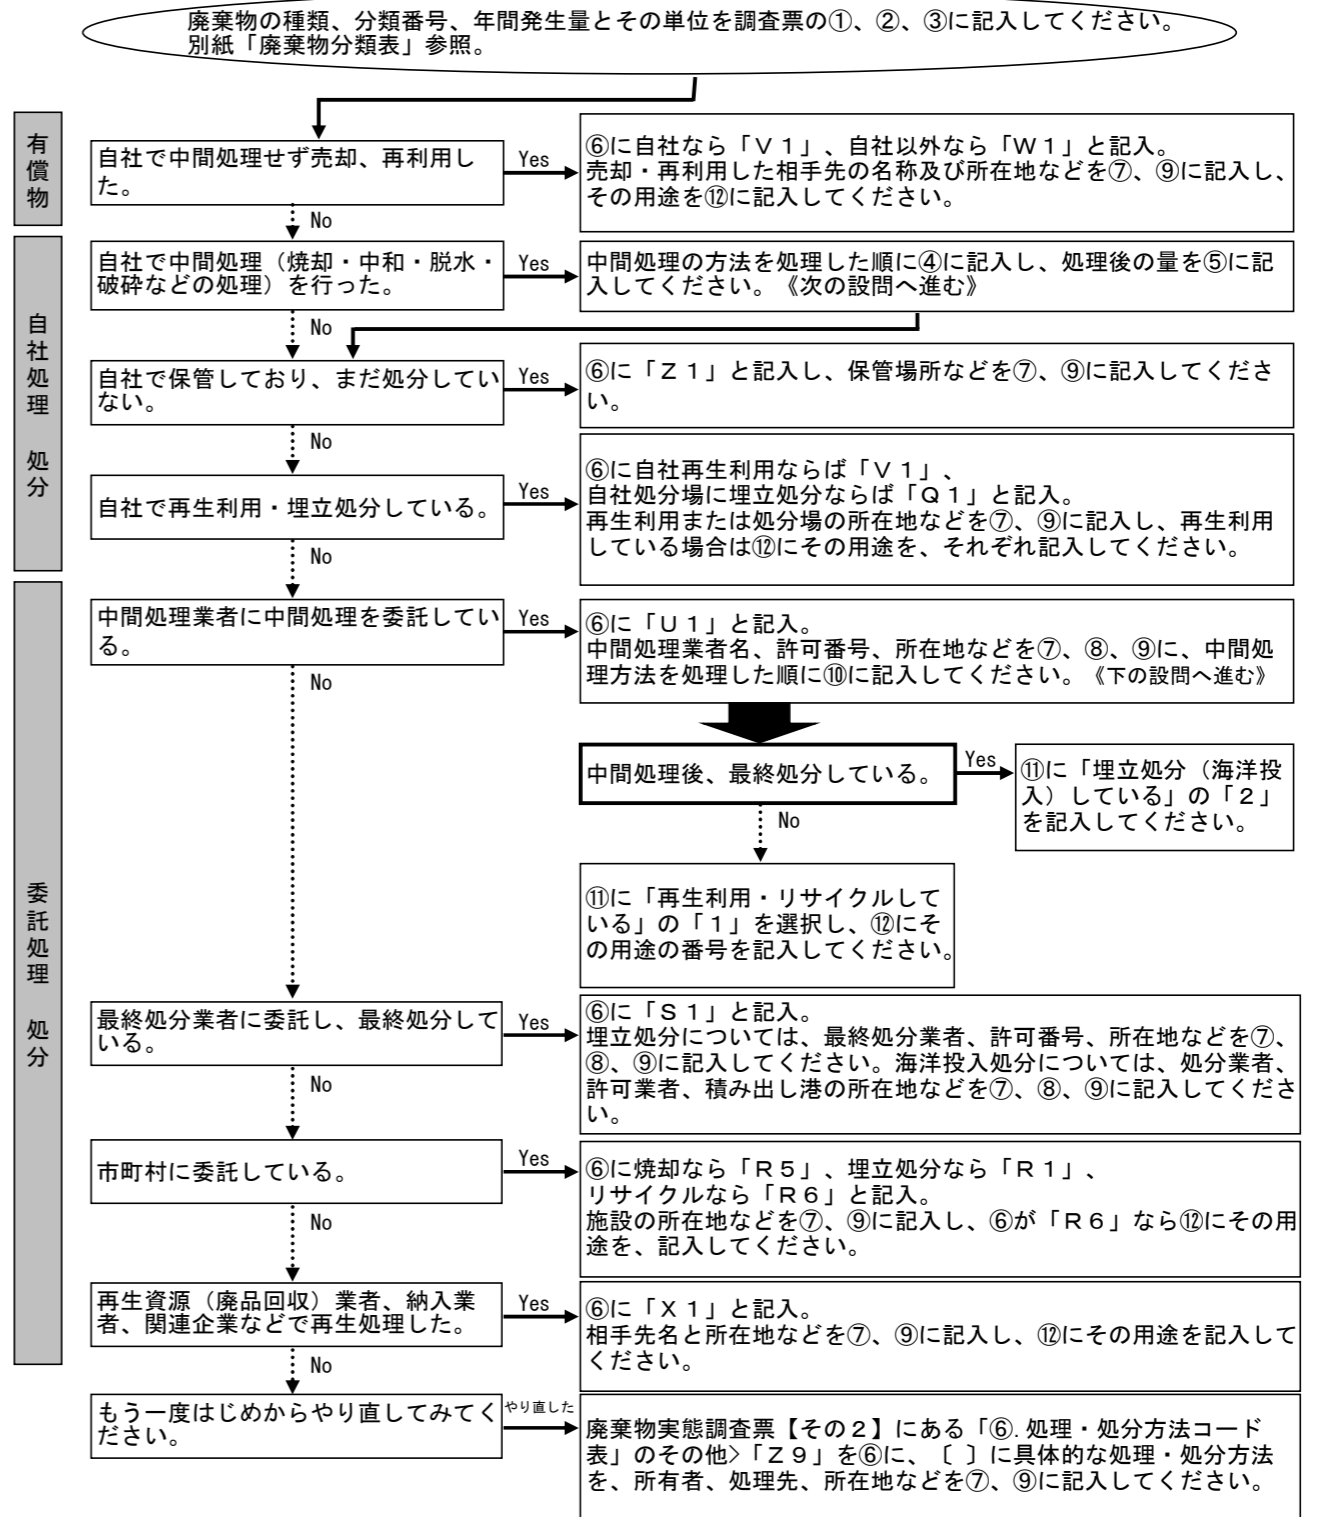 廃棄物の種類、分類番号、年間発生量とその単位を調査票の①、②、③に記入してください。
別紙「廃棄物分類表」参照。
有償物
自社で中間処理せず売却、再利用し
た。
Yes
⑥に自社なら「Ｖ１」、自社以外なら「Ｗ１」と記入。
売却・再利用した相手先の名称及び所在地などを⑦、⑨に記入し、
その用途を⑫に記入してください。
No
自社処理　処分
自社で中間処理（焼却・中和・脱水・
破砕などの処理）を行った。
Yes
中間処理の方法を処理した順に④に記入し、処理後の量を⑤に記
入してください。《次の設問へ進む》
No
自社で保管しており、まだ処分してい
ない。
Yes
⑥に「Ｚ１」と記入し、保管場所などを⑦、⑨に記入してくださ
い。
No
自社で再生利用・埋立処分している。
Yes
⑥に自社再生利用ならば「Ｖ１」、
自社処分場に埋立処分ならば「Ｑ１」と記入。
再生利用または処分場の所在地などを⑦、⑨に記入し、再生利用
している場合は⑫にその用途を、それぞれ記入してください。
No
委託処理　処分
中間処理業者に中間処理を委託してい
る。
Yes
⑥に「Ｕ１」と記入。
中間処理業者名、許可番号、所在地などを⑦、⑧、⑨に、中間処
理方法を処理した順に⑩に記入してください。《下の設問へ進む》
No
中間処理後、最終処分している。
Yes
⑪に「埋立処分（海洋投
入）している」の「２」
を記入してください。
No
⑪に「再生利用・リサイクルして
いる」の「１」を選択し、⑫にそ
の用途の番号を記入してください。
最終処分業者に委託し、最終処分して
いる。
Yes
⑥に「Ｓ１」と記入。
埋立処分については、最終処分業者、許可番号、所在地などを⑦、
⑧、⑨に記入してください。海洋投入処分については、処分業者、
許可業者、積み出し港の所在地などを⑦、⑧、⑨に記入してくださ
い。
No
市町村に委託している。
Yes
⑥に焼却なら「Ｒ５」、埋立処分なら「Ｒ１」、
リサイクルなら「Ｒ６」と記入。
施設の所在地などを⑦、⑨に記入し、⑥が「Ｒ６」なら⑫にその用
途を、記入してください。
No
再生資源（廃品回収）業者、納入業
者、関連企業などで再生処理した。
Yes
⑥に「Ｘ１」と記入。
相手先名と所在地などを⑦、⑨に記入し、⑫にその用途を記入して
ください。
No
もう一度はじめからやり直してみてく
ださい。
やり直した
廃棄物実態調査票【その２】にある「⑥.処理・処分方法コード
表」のその他>「Ｚ９」を⑥に、〔 〕に具体的な処理・処分方法
を、所有者、処理先、所在地などを⑦、⑨に記入してください。